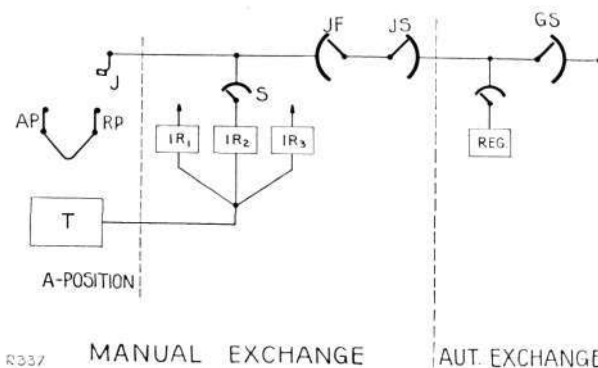 JF JS GS
J S
AP RP
IR₁ IR₂ IR₃ REG.
T
A-POSITION
R337 MANUAL EXCHANGE AUT. EXCHANGE